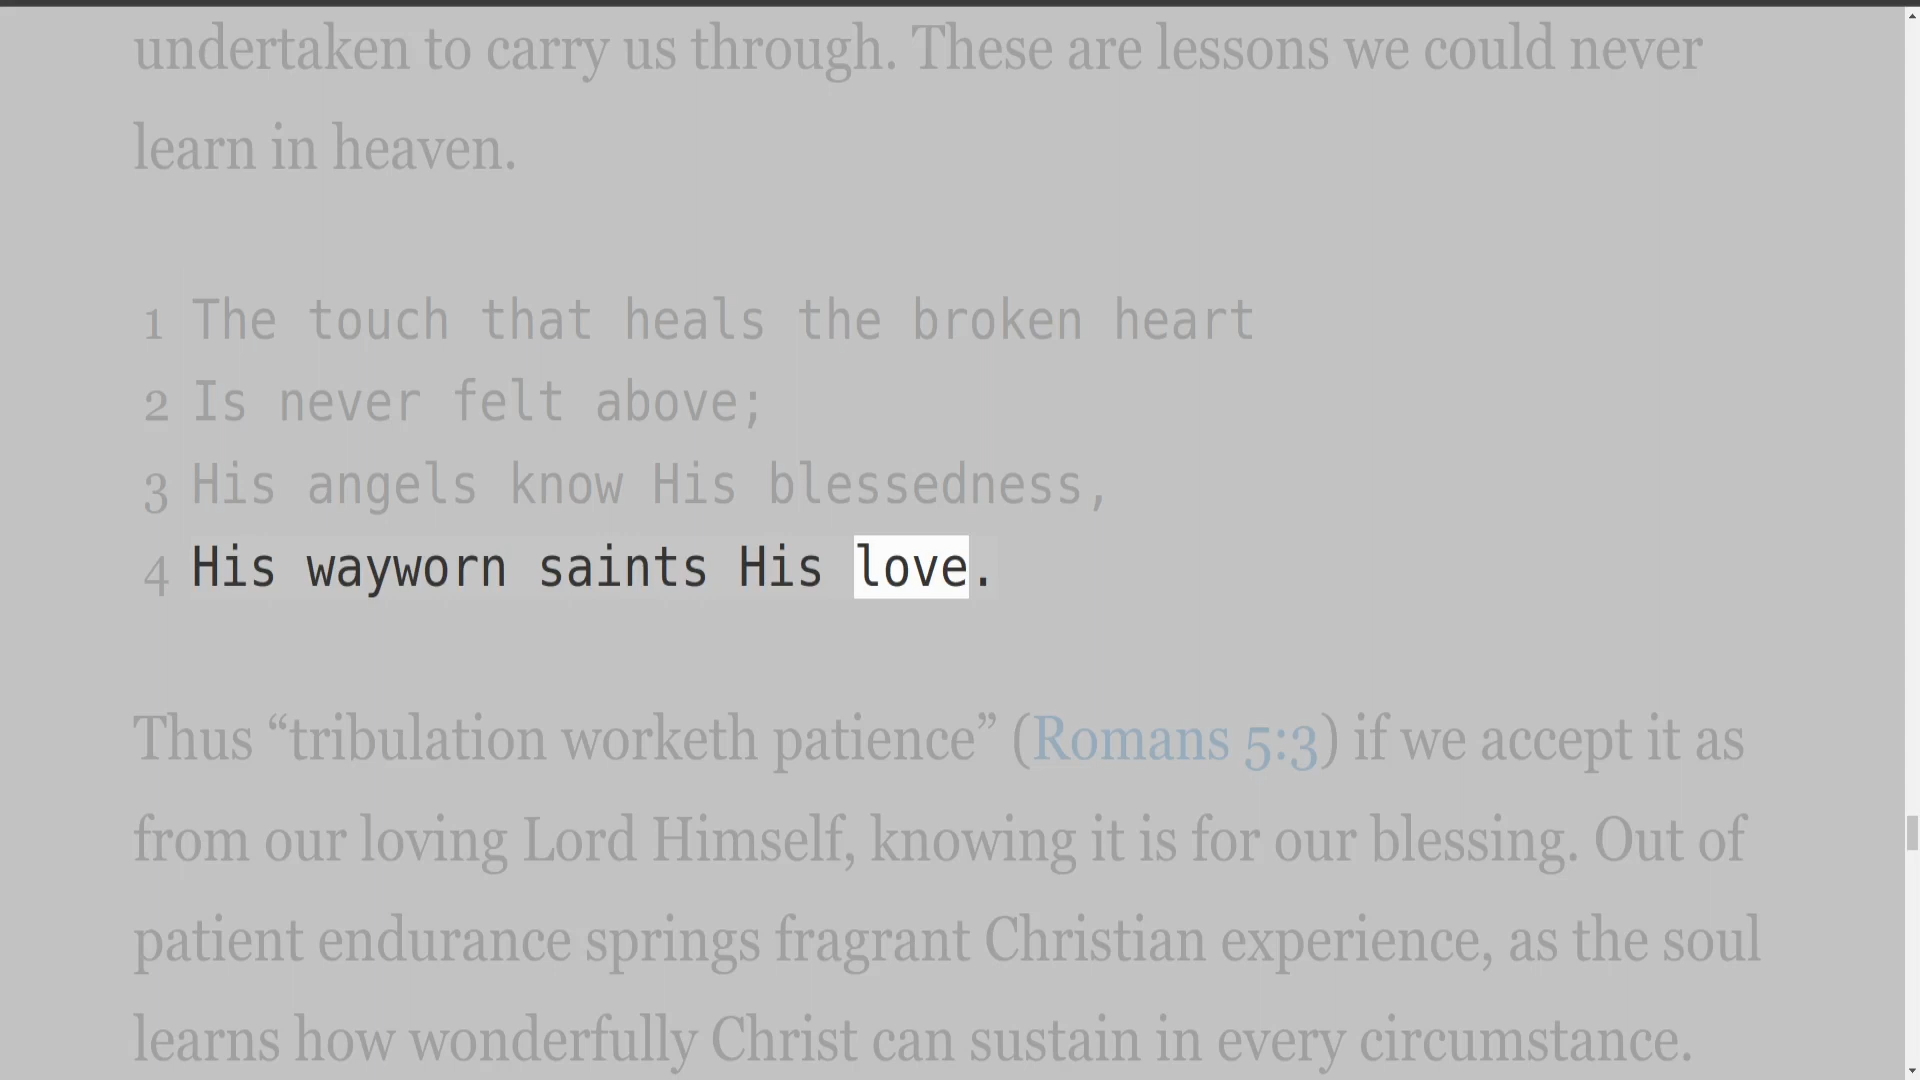 undertaken to carry us through. These are lessons we could never
learn in heaven.
1 The touch that heals the broken heart
2 Is never felt above;
3 His angels know His blessedness,
4 His wayworn saints His love.
Thus “tribulation worketh patience” (Romans 5:3) if we accept it as
from our loving Lord Himself, knowing it is for our blessing. Out of
patient endurance springs fragrant Christian experience, as the soul
learns how wonderfully Christ can sustain in every circumstance.